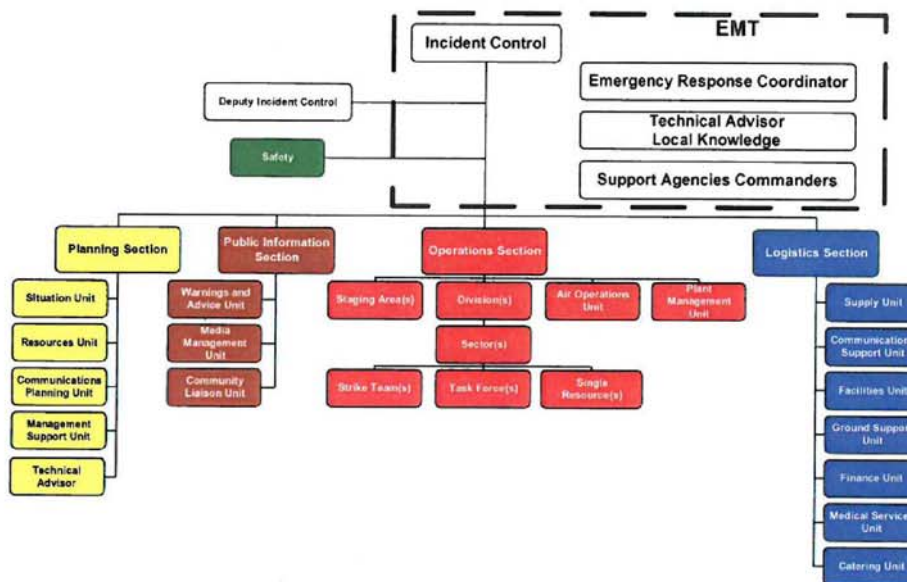 EMT
Incident Control
Emergency Response Coordinator
Deputy Incident Control
Technical Advisor
Local Knowledge
Safety
Support Agencies Commanders
Planning Section
Public Information
Section
Operations Section
Logistics Section
Situation Unit
Resources Unit
Communications
Planning Unit
Management
Support Unit
Technical
Advisor
Warnings and
Advice Unit
Media
Management
Unit
Community
Liaison Unit
Staging Area(s)
Division(s)
Air Operations
Unit
Plant
Management
Unit
Sector(s)
Strike Team(s)
Task Force(s)
Single
Resource(s)
Supply Unit
Communication
Support Unit
Facilities Unit
Ground Support
Unit
Finance Unit
Medical Service
Unit
Catering Unit